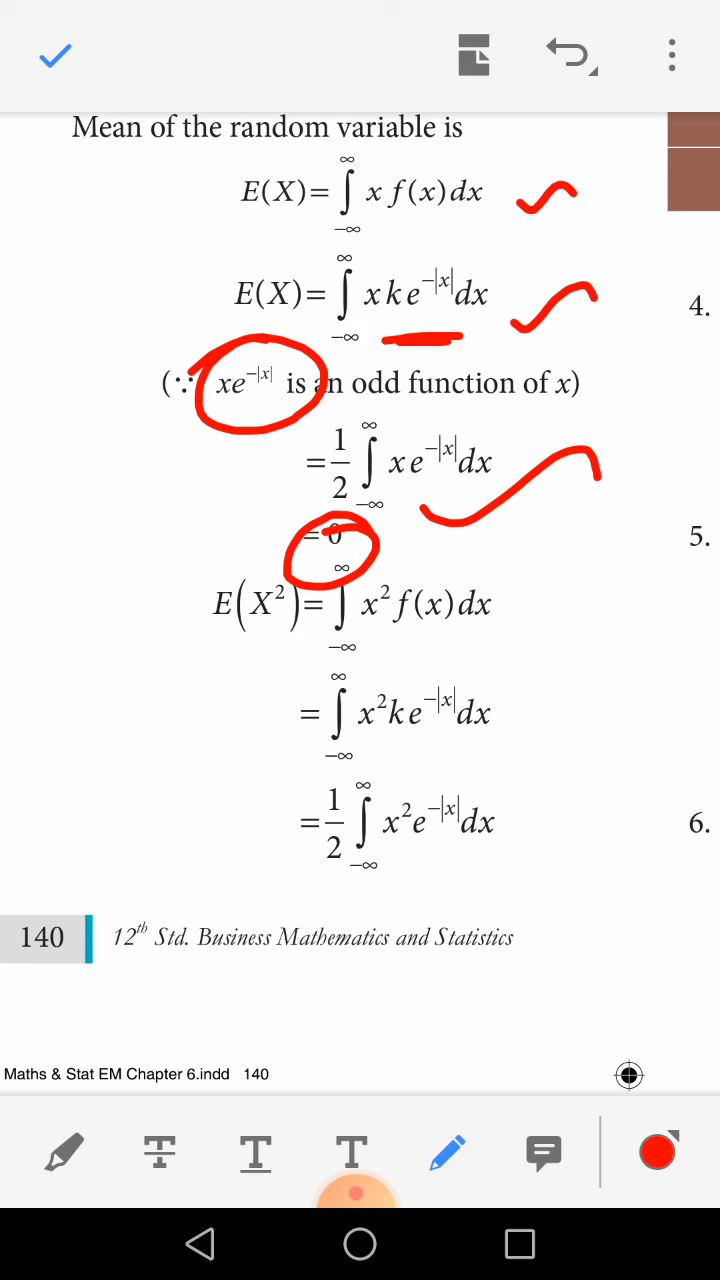 Mean of the random variable is
E(X)= ∫_{−∞}^{∞} x f(x)dx
E(X)= ∫_{−∞}^{∞} x k e^{−|x|}dx
4.
(∵ xe^{−|x|} is an odd function of x)
= 1/2 ∫_{−∞}^{∞} x e^{−|x|}dx
= 0
5.
E(X²)= ∫_{−∞}^{∞} x² f(x)dx
= ∫_{−∞}^{∞} x²k e^{−|x|}dx
= 1/2 ∫_{−∞}^{∞} x²e^{−|x|}dx
6.
140 12th Std. Business Mathematics and Statistics
Maths & Stat EM Chapter 6.indd 140
T T T